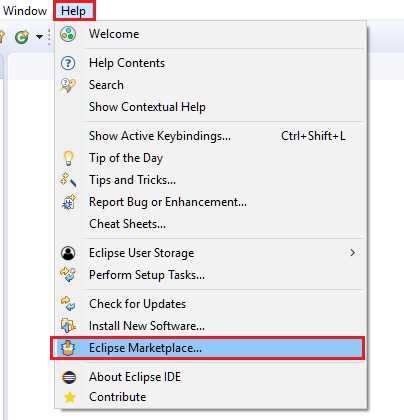 Window Help
Welcome
Help Contents
Search
Show Contextual Help
Show Active Keybindings... Ctrl+Shift+L
Tip of the Day
Tips and Tricks...
Report Bug or Enhancement...
Cheat Sheets...
Eclipse User Storage
Perform Setup Tasks...
Check for Updates
Install New Software...
Eclipse Marketplace...
About Eclipse IDE
Contribute